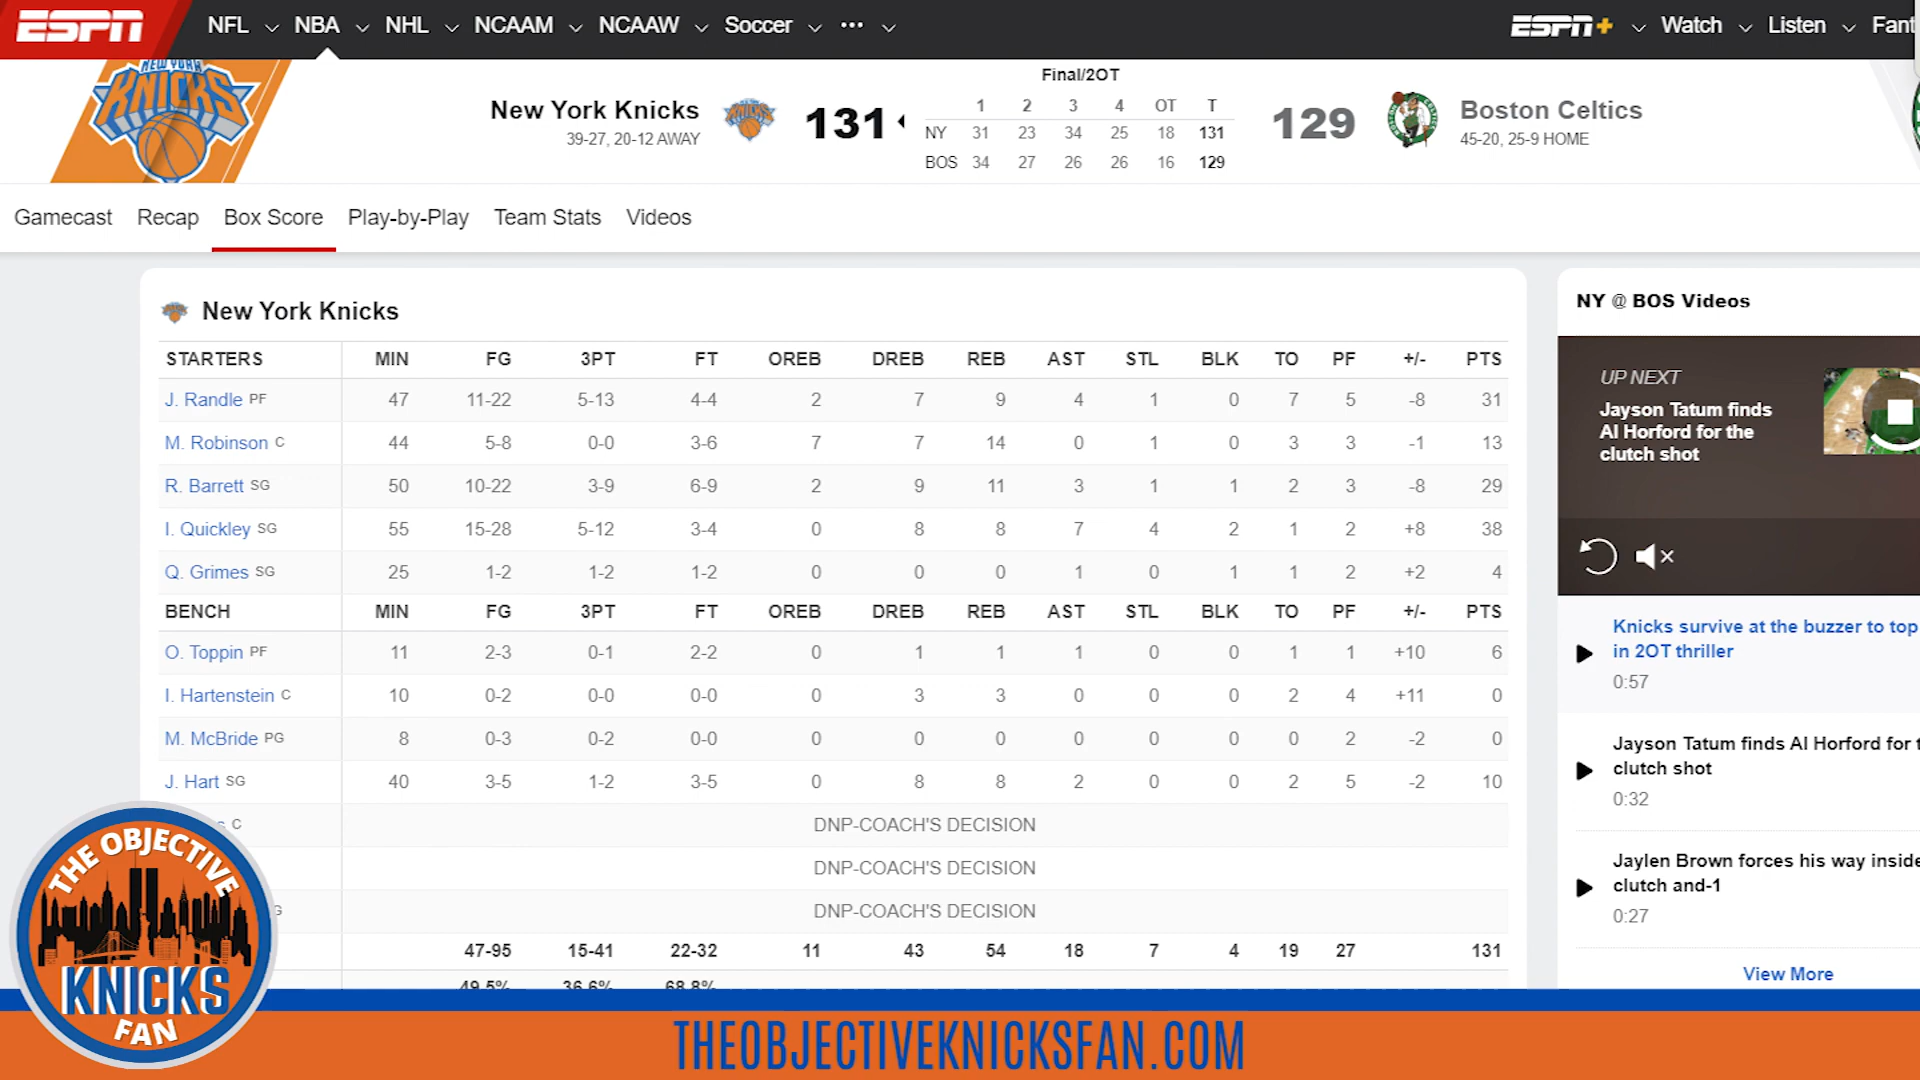 ESPN NFL NBA NHL NCAAM NCAAW Soccer ••• ESPN+ Watch Listen Fant
NEW YORK
KNICKS
Final/2OT
New York Knicks
39-27, 20-12 AWAY
131
1 2 3 4 OT T
NY 31 23 34 25 18 131
BOS 34 27 26 26 16 129
129
Boston Celtics
45-20, 25-9 HOME
Gamecast Recap Box Score Play-by-Play Team Stats Videos
New York Knicks
STARTERS MIN FG 3PT FT OREB DREB REB AST STL BLK TO PF +/- PTS
J. Randle PF 47 11-22 5-13 4-4 2 7 9 4 1 0 7 5 -8 31
M. Robinson C 44 5-8 0-0 3-6 7 7 14 0 1 0 3 3 -1 13
R. Barrett SG 50 10-22 3-9 6-9 2 9 11 3 1 1 2 3 -8 29
I. Quickley SG 55 15-28 5-12 3-4 0 8 8 7 4 2 1 2 +8 38
Q. Grimes SG 25 1-2 1-2 1-2 0 0 0 1 0 1 1 2 +2 4
BENCH MIN FG 3PT FT OREB DREB REB AST STL BLK TO PF +/- PTS
O. Toppin PF 11 2-3 0-1 2-2 0 1 1 1 0 0 1 1 +10 6
I. Hartenstein C 10 0-2 0-0 0-0 0 3 3 0 0 0 2 4 +11 0
M. McBride PG 8 0-3 0-2 0-0 0 0 0 0 0 0 0 2 -2 0
J. Hart SG 40 3-5 1-2 3-5 0 8 8 2 0 0 2 5 -2 10
C DNP-COACH'S DECISION
DNP-COACH'S DECISION
G DNP-COACH'S DECISION
47-95 15-41 22-32 11 43 54 18 7 4 19 27 131
49.5% 36.6% 68.8%
NY @ BOS Videos
UP NEXT
Jayson Tatum finds
Al Horford for the
clutch shot
Knicks survive at the buzzer to top
in 2OT thriller
0:57
Jayson Tatum finds Al Horford for t
clutch shot
0:32
Jaylen Brown forces his way inside
clutch and-1
0:27
View More
THE OBJECTIVE
KNICKS
FAN
THEOBJECTIVEKNICKSFAN.COM